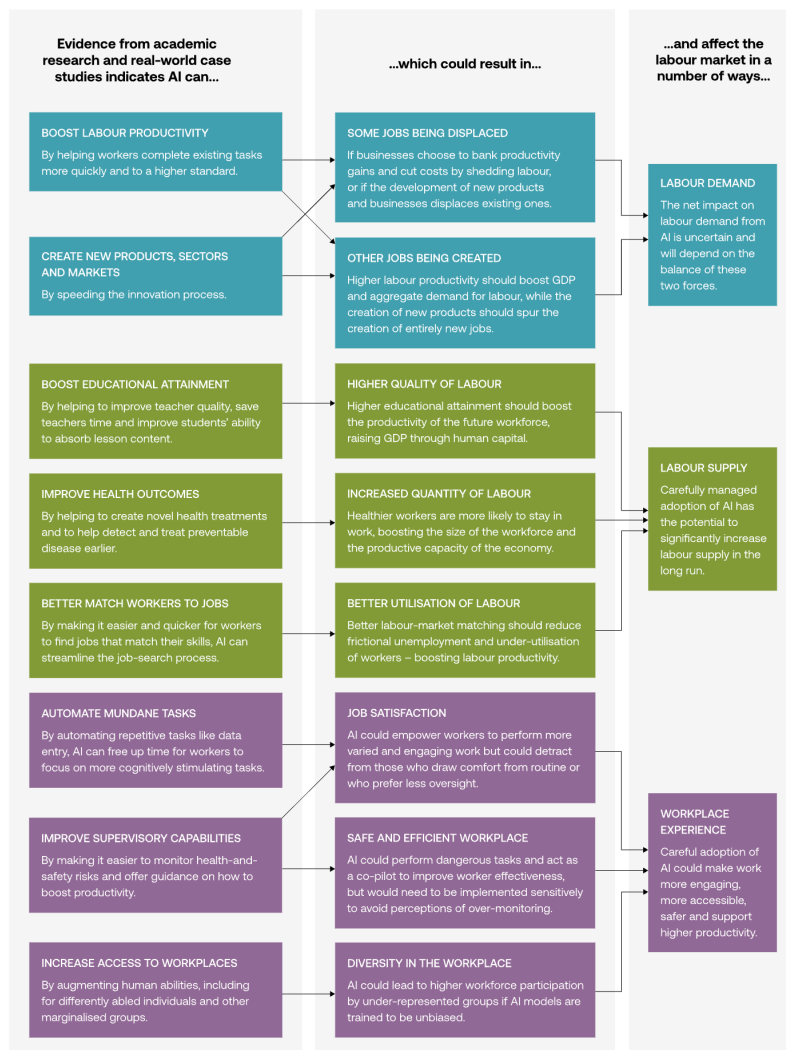 Evidence from academic
research and real-world case
studies indicates AI can...
...which could result in...
...and affect the
labour market in a
number of ways...
BOOST LABOUR PRODUCTIVITY
By helping workers complete existing tasks
more quickly and to a higher standard.
CREATE NEW PRODUCTS, SECTORS
AND MARKETS
By speeding the innovation process.
SOME JOBS BEING DISPLACED
If businesses choose to bank productivity
gains and cut costs by shedding labour,
or if the development of new products
and businesses displaces existing ones.
OTHER JOBS BEING CREATED
Higher labour productivity should boost GDP
and aggregate demand for labour, while the
creation of new products should spur the
creation of entirely new jobs.
LABOUR DEMAND
The net impact on
labour demand from
AI is uncertain and
will depend on the
balance of these
two forces.
BOOST EDUCATIONAL ATTAINMENT
By helping to improve teacher quality, save
teachers time and improve students' ability
to absorb lesson content.
HIGHER QUALITY OF LABOUR
Higher educational attainment should boost
the productivity of the future workforce,
raising GDP through human capital.
IMPROVE HEALTH OUTCOMES
By helping to create novel health treatments
and to help detect and treat preventable
disease earlier.
INCREASED QUANTITY OF LABOUR
Healthier workers are more likely to stay in
work, boosting the size of the workforce and
the productive capacity of the economy.
BETTER MATCH WORKERS TO JOBS
By making it easier and quicker for workers
to find jobs that match their skills, AI can
streamline the job-search process.
BETTER UTILISATION OF LABOUR
Better labour-market matching should reduce
frictional unemployment and under-utilisation
of workers – boosting labour productivity.
LABOUR SUPPLY
Carefully managed
adoption of AI has
the potential to
significantly increase
labour supply in the
long run.
AUTOMATE MUNDANE TASKS
By automating repetitive tasks like data
entry, AI can free up time for workers to
focus on more cognitively stimulating tasks.
JOB SATISFACTION
AI could empower workers to perform more
varied and engaging work but could detract
from those who draw comfort from routine or
who prefer less oversight.
IMPROVE SUPERVISORY CAPABILITIES
By making it easier to monitor health-and-
safety risks and offer guidance on how to
boost productivity.
SAFE AND EFFICIENT WORKPLACE
AI could perform dangerous tasks and act as
a co-pilot to improve worker effectiveness,
but would need to be implemented sensitively
to avoid perceptions of over-monitoring.
INCREASE ACCESS TO WORKPLACES
By augmenting human abilities, including
for differently abled individuals and other
marginalised groups.
DIVERSITY IN THE WORKPLACE
AI could lead to higher workforce participation
by under-represented groups if AI models are
trained to be unbiased.
WORKPLACE
EXPERIENCE
Careful adoption of
AI could make work
more engaging,
more accessible,
safer and support
higher productivity.